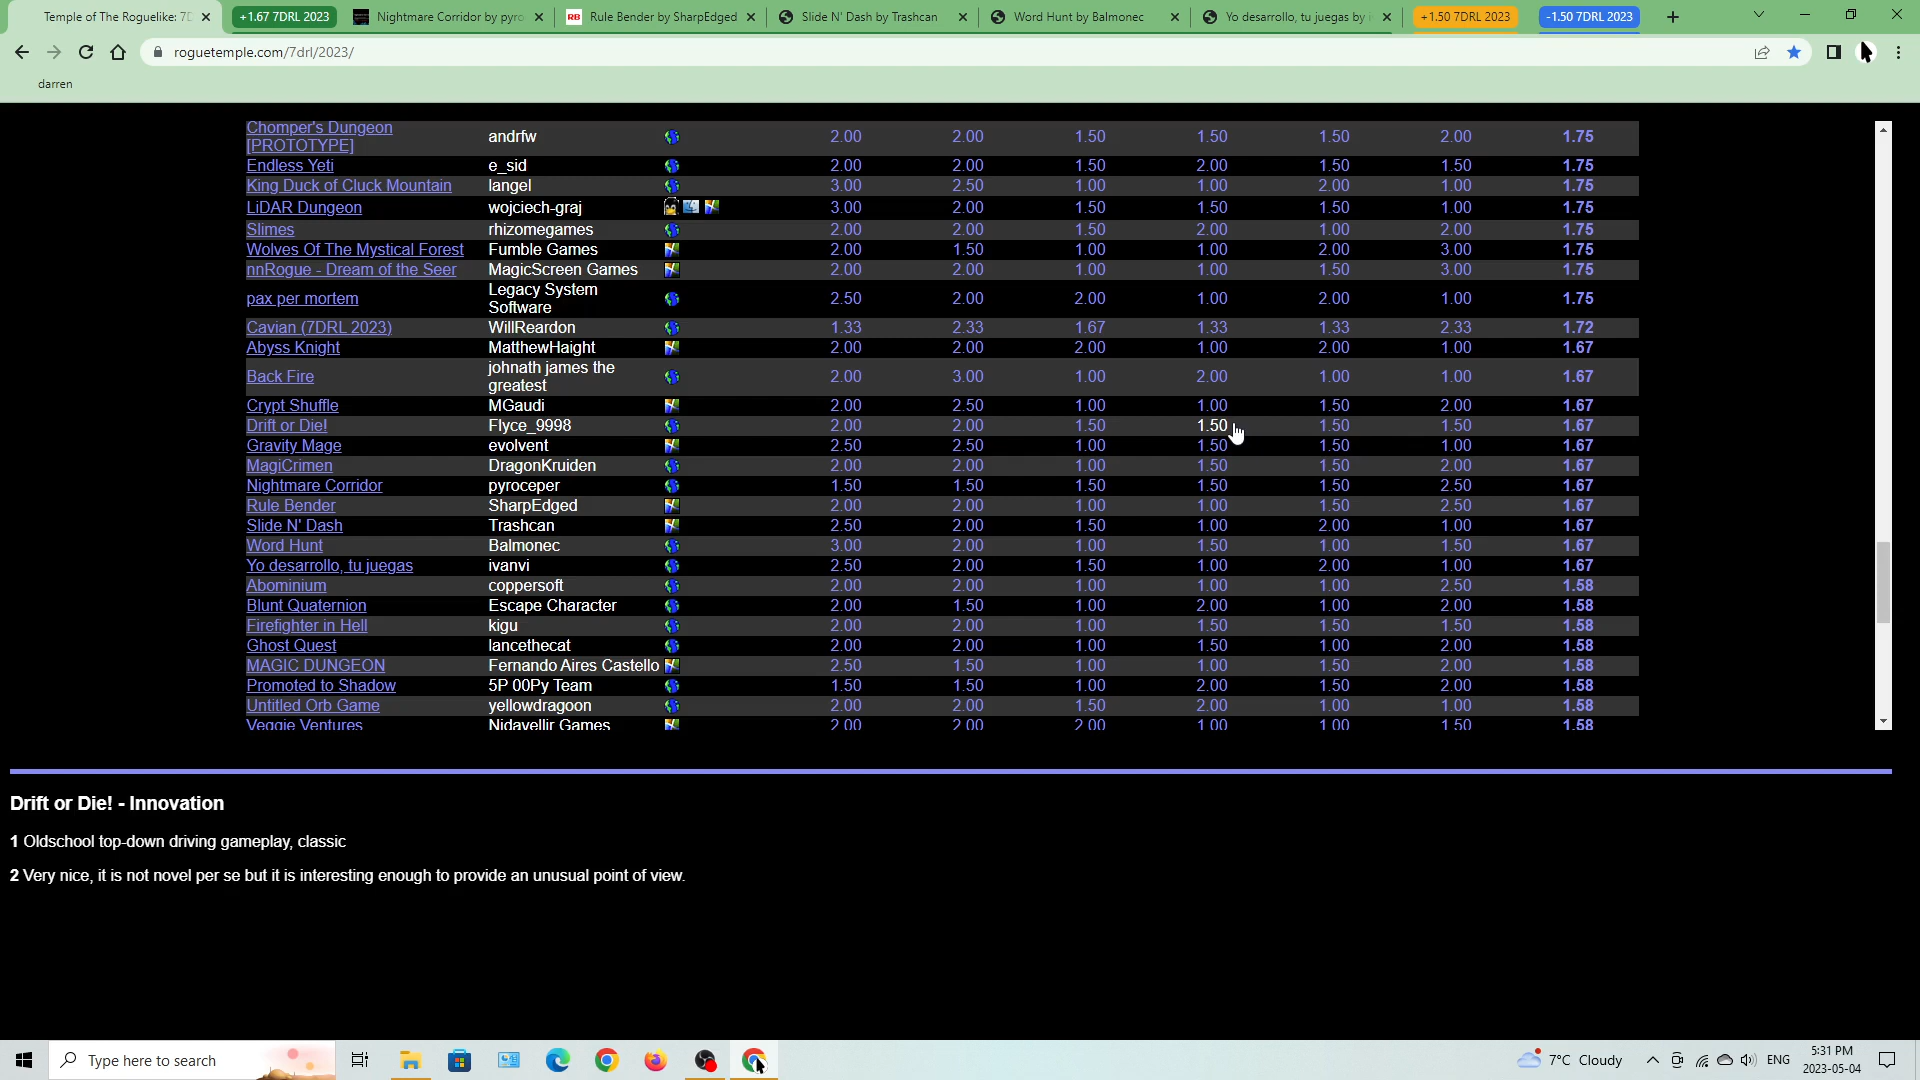 Temple of The Roguelike: 7D
+1.67 7DRL 2023
Nightmare Corridor by pyro
Rule Bender by SharpEdged
Slide N' Dash by Trashcan
Word Hunt by Balmonec
Yo desarrollo, tu juegas by i
+1.50 7DRL 2023
-1.50 7DRL 2023
roguetemple.com/7drl/2023/
darren
Chomper's Dungeon
[PROTOTYPE] andrfw 2.00 2.00 1.50 1.50 1.50 2.00 1.75
Endless Yeti e_sid 2.00 2.00 1.50 2.00 1.50 1.50 1.75
King Duck of Cluck Mountain langel 3.00 2.50 1.00 1.00 2.00 1.00 1.75
LiDAR Dungeon wojciech-graj 3.00 2.00 1.50 1.50 1.50 1.00 1.75
Slimes rhizomegames 2.00 2.00 1.50 2.00 1.00 2.00 1.75
Wolves Of The Mystical Forest Fumble Games 2.00 1.50 1.00 1.00 2.00 3.00 1.75
nnRogue - Dream of the Seer MagicScreen Games 2.00 2.00 1.00 1.00 1.50 3.00 1.75
pax per mortem Legacy System
Software 2.50 2.00 2.00 1.00 2.00 1.00 1.75
Cavian (7DRL 2023) WillReardon 1.33 2.33 1.67 1.33 1.33 2.33 1.72
Abyss Knight MatthewHaight 2.00 2.00 2.00 1.00 2.00 1.00 1.67
Back Fire johnath james the
greatest 2.00 3.00 1.00 2.00 1.00 1.00 1.67
Crypt Shuffle MGaudi 2.00 2.50 1.00 1.00 1.50 2.00 1.67
Drift or Die! Flyce_9998 2.00 2.00 1.50 1.50 1.50 1.50 1.67
Gravity Mage evolvent 2.50 2.50 1.00 1.50 1.50 1.00 1.67
MagiCrimen DragonKruiden 2.00 2.00 1.00 1.50 1.50 2.00 1.67
Nightmare Corridor pyroceper 1.50 1.50 1.50 1.50 1.50 2.50 1.67
Rule Bender SharpEdged 2.00 2.00 1.00 1.00 1.50 2.50 1.67
Slide N' Dash Trashcan 2.50 2.00 1.50 1.00 2.00 1.00 1.67
Word Hunt Balmonec 3.00 2.00 1.00 1.50 1.00 1.50 1.67
Yo desarrollo, tu juegas ivanvi 2.50 2.00 1.50 1.00 2.00 1.00 1.67
Abominium coppersoft 2.00 2.00 1.00 1.00 1.00 2.50 1.58
Blunt Quaternion Escape Character 2.00 1.50 1.00 2.00 1.00 2.00 1.58
Firefighter in Hell kigu 2.00 2.00 1.00 1.50 1.50 1.50 1.58
Ghost Quest lancethecat 2.00 2.00 1.00 1.50 1.00 2.00 1.58
MAGIC DUNGEON Fernando Aires Castello 2.50 1.50 1.00 1.00 1.50 2.00 1.58
Promoted to Shadow 5P 00Py Team 1.50 1.50 1.00 2.00 1.50 2.00 1.58
Untitled Orb Game yellowdragoon 2.00 2.00 1.50 2.00 1.00 1.00 1.58
Veggie Ventures Nidavellir Games 2.00 2.00 2.00 1.00 1.00 1.50 1.58
Drift or Die! - Innovation
1 Oldschool top-down driving gameplay, classic
2 Very nice, it is not novel per se but it is interesting enough to provide an unusual point of view.
Type here to search
7°C Cloudy
ENG
5:31 PM
2023-05-04